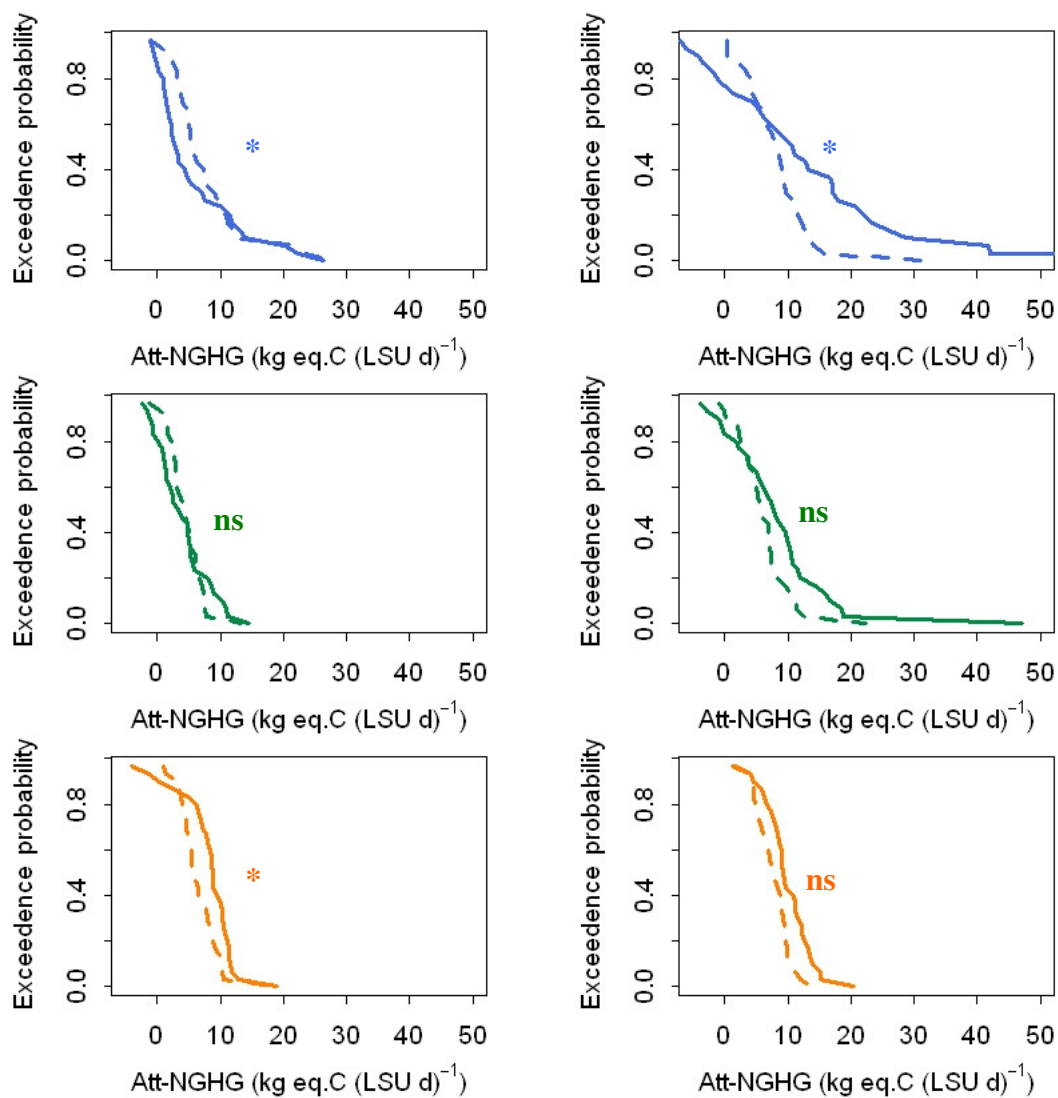 Exceedence probability
0.0 0.4 0.8
*
0 10 20 30 40 50
Att-NGHG (kg eq.C (LSU d)⁻¹)
Exceedence probability
0.0 0.4 0.8
*
0 10 20 30 40 50
Att-NGHG (kg eq.C (LSU d)⁻¹)
Exceedence probability
0.0 0.4 0.8
ns
0 10 20 30 40 50
Att-NGHG (kg eq.C (LSU d)⁻¹)
Exceedence probability
0.0 0.4 0.8
ns
0 10 20 30 40 50
Att-NGHG (kg eq.C (LSU d)⁻¹)
Exceedence probability
0.0 0.4 0.8
*
0 10 20 30 40 50
Att-NGHG (kg eq.C (LSU d)⁻¹)
Exceedence probability
0.0 0.4 0.8
ns
0 10 20 30 40 50
Att-NGHG (kg eq.C (LSU d)⁻¹)